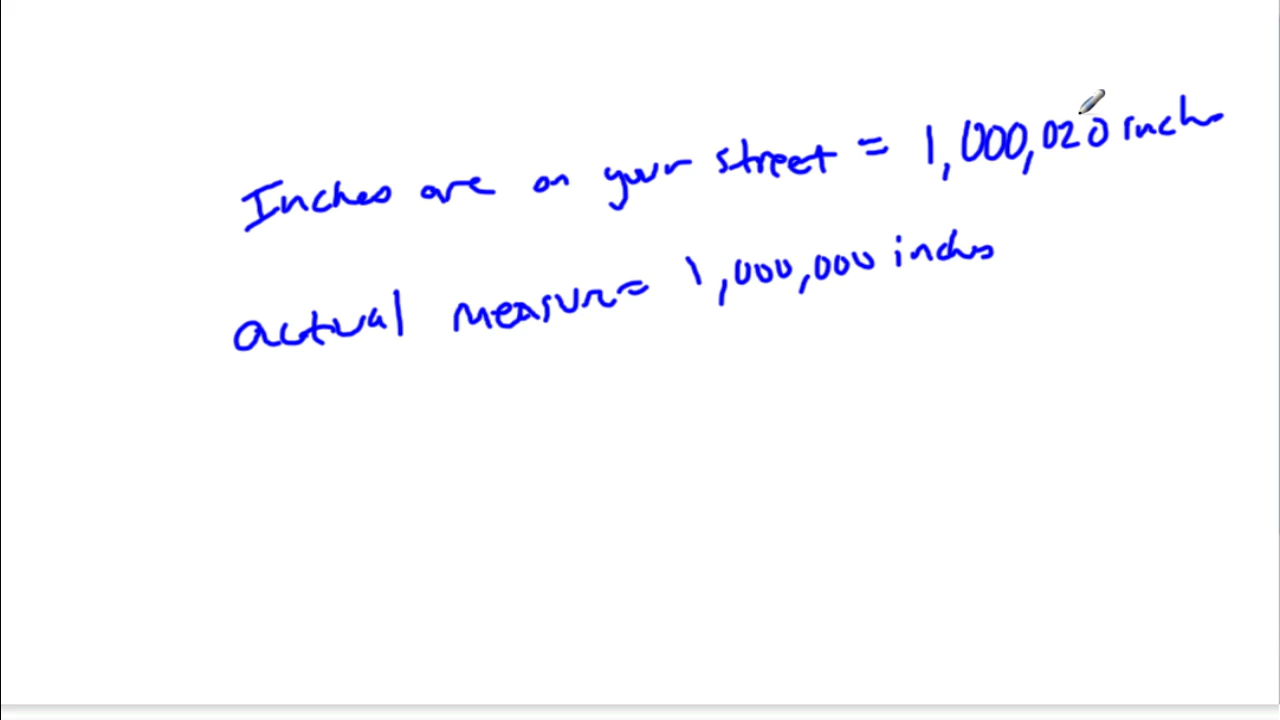 Inches are on your street = 1,000,020 inches
actual measure = 1,000,000 inches